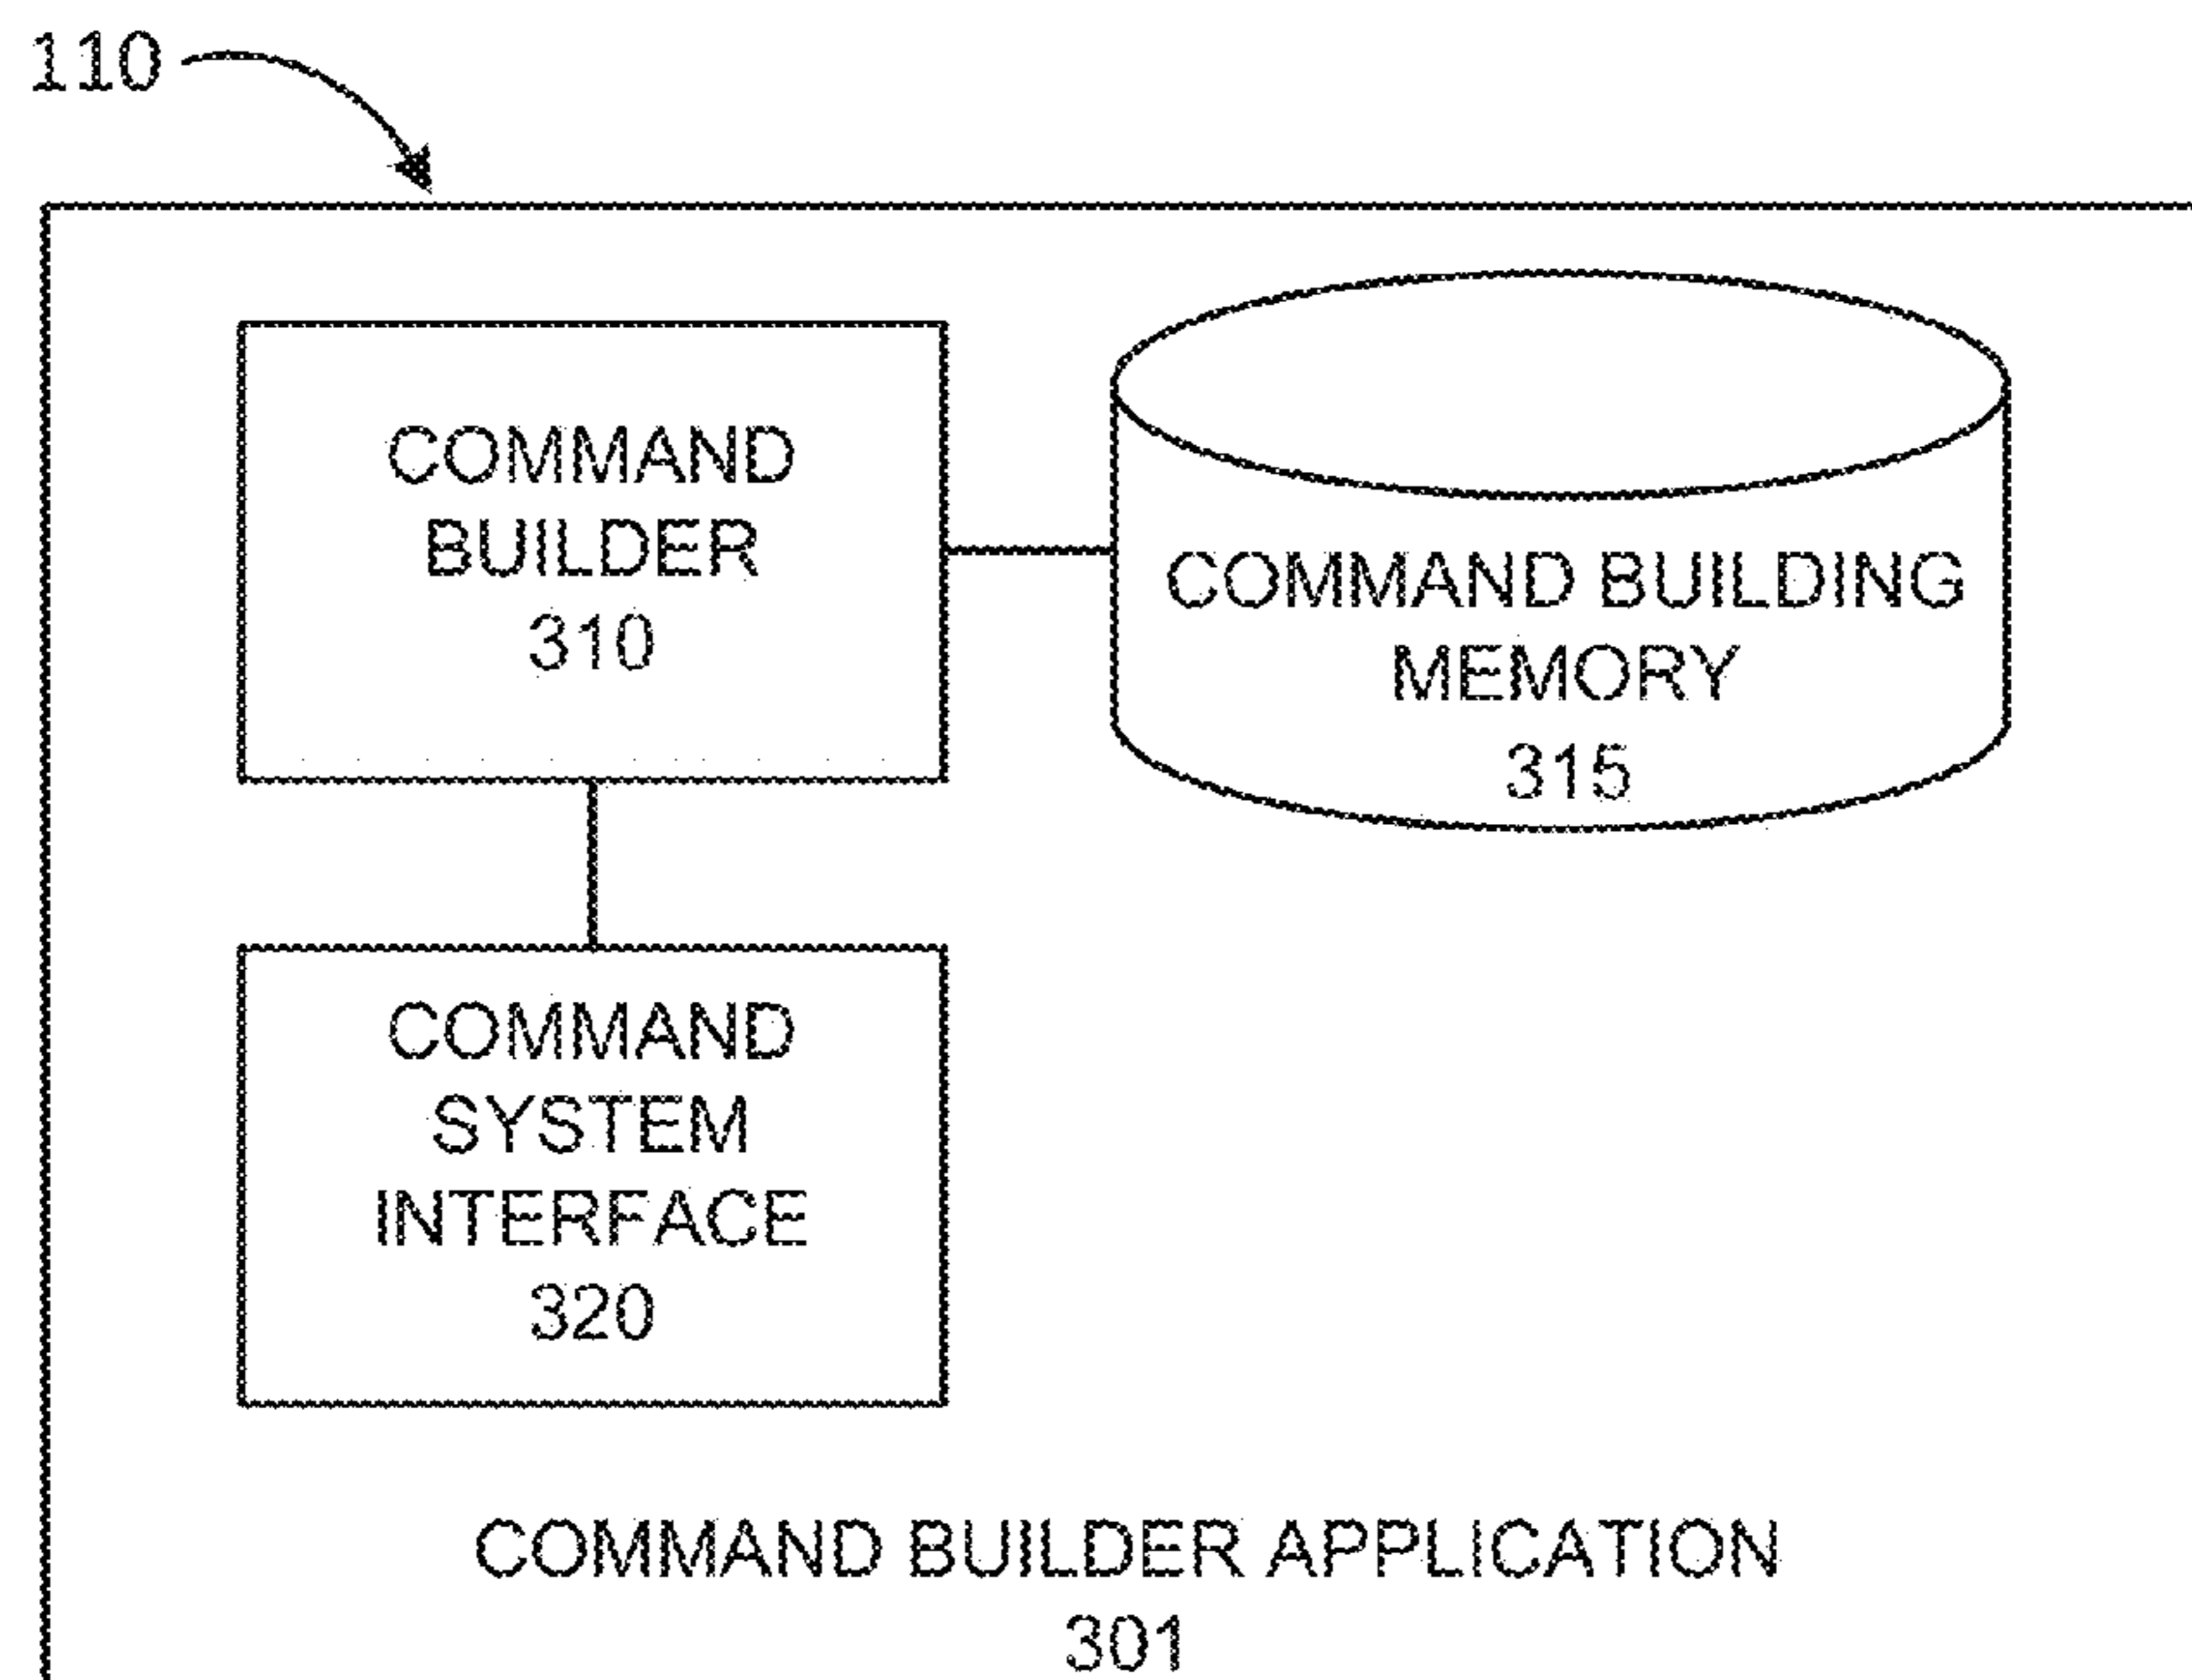 110
COMMAND
BUILDER
310
COMMAND BUILDING
MEMORY
315
COMMAND
SYSTEM
INTERFACE
320
COMMAND BUILDER APPLICATION
301